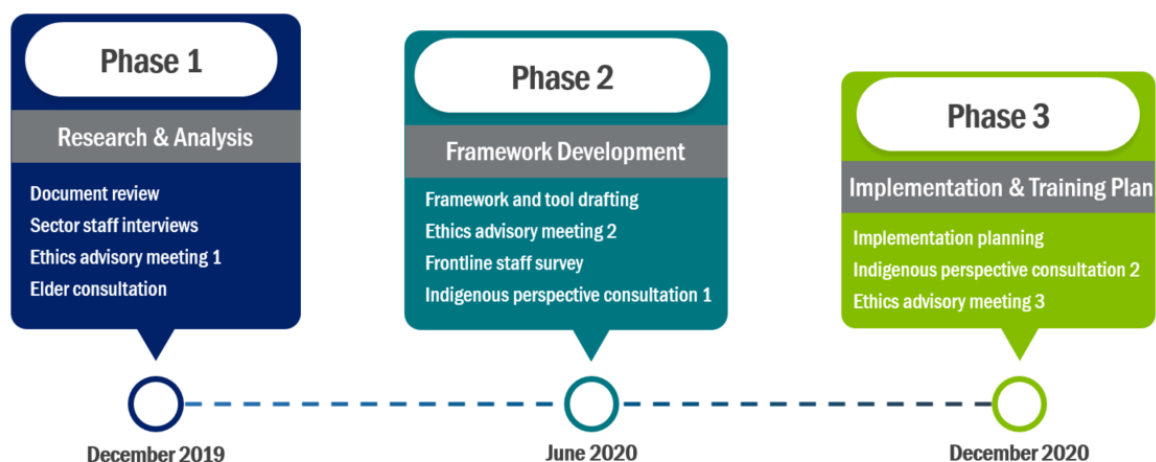 Phase 1
Research & Analysis
Document review
Sector staff interviews
Ethics advisory meeting 1
Elder consultation
December 2019
Phase 2
Framework Development
Framework and tool drafting
Ethics advisory meeting 2
Frontline staff survey
Indigenous perspective consultation 1
June 2020
Phase 3
Implementation & Training Plan
Implementation planning
Indigenous perspective consultation 2
Ethics advisory meeting 3
December 2020